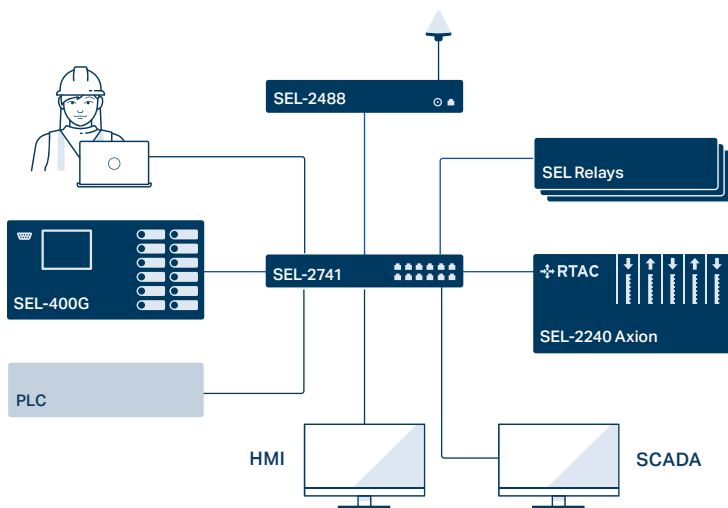 SEL-2488
SEL Relays
SEL-2741
SEL-400G
RTAC
SEL-2240 Axion
PLC
HMI
SCADA